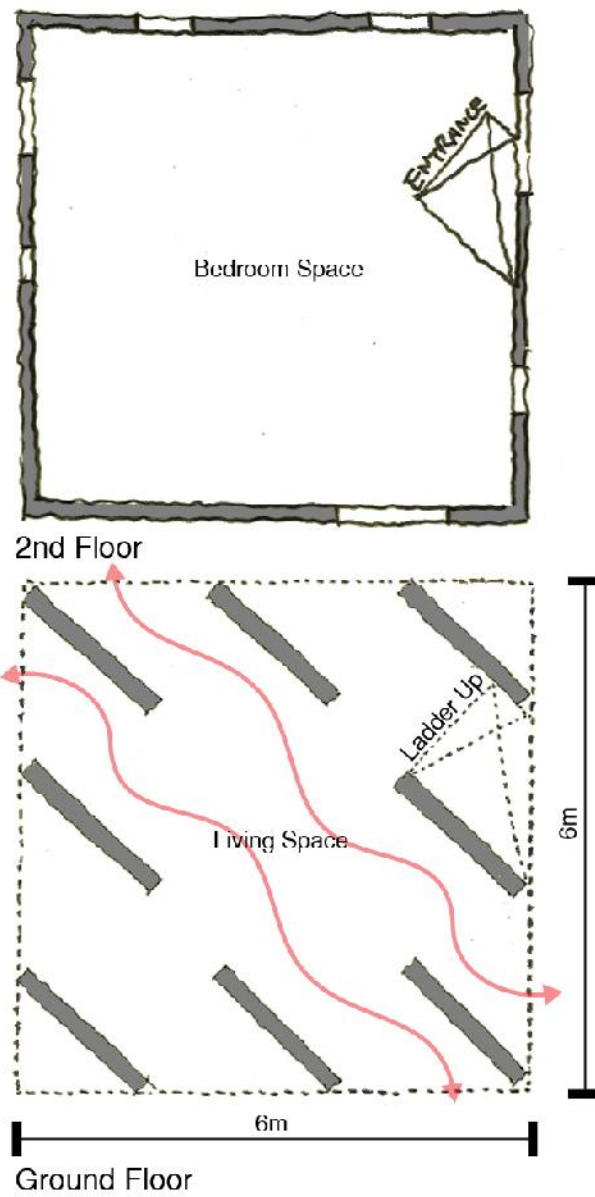 ENTRANCE
Bedroom Space
2nd Floor
Ladder Up
Living Space
6m
6m
Ground Floor